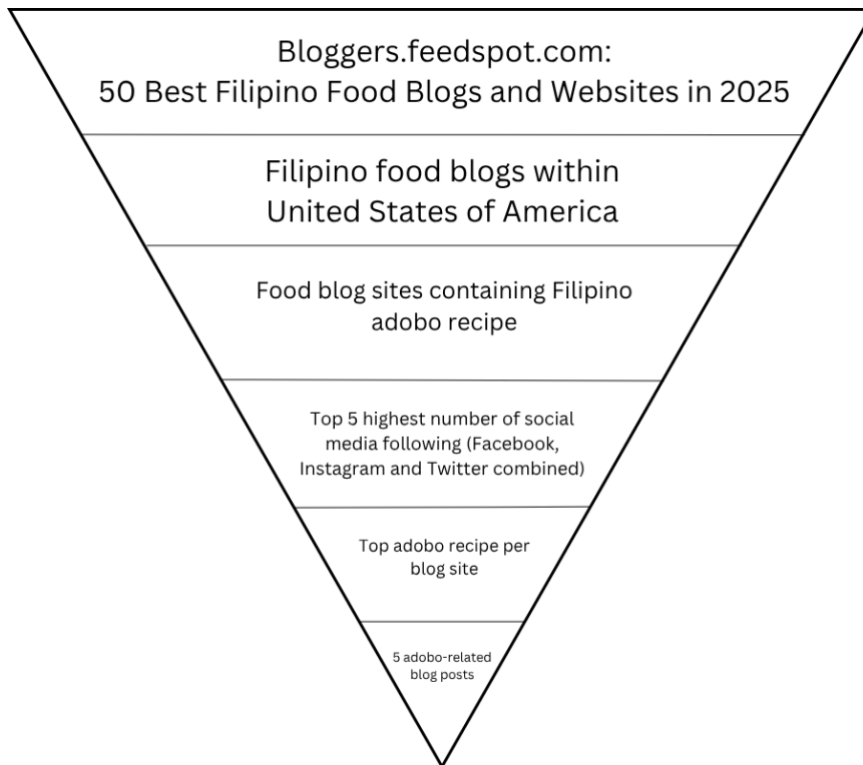 Bloggers.feedspot.com:
50 Best Filipino Food Blogs and Websites in 2025
Filipino food blogs within
United States of America
Food blog sites containing Filipino
adobo recipe
Top 5 highest number of social
media following (Facebook,
Instagram and Twitter combined)
Top adobo recipe per
blog site
5 adobo-related
blog posts